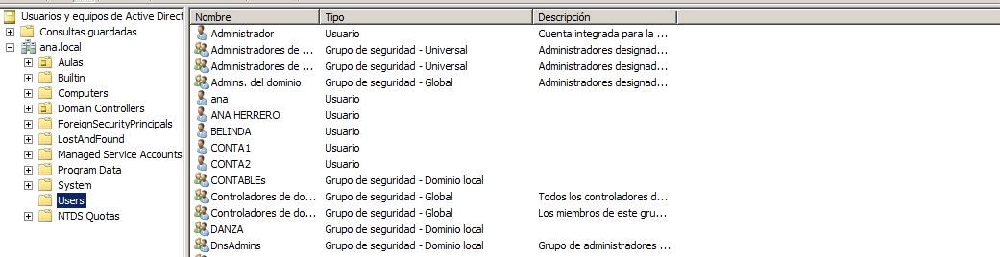 Usuarios y equipos de Active Direct
Consultas guardadas
ana.local
Aulas
Builtin
Computers
Domain Controllers
ForeignSecurityPrincipals
LostAndFound
Managed Service Accounts
Program Data
System
Users
NTDS Quotas
Nombre Tipo Descripción
Administrador Usuario Cuenta integrada para la ...
Administradores de ... Grupo de seguridad - Universal Administradores designad...
Administradores de ... Grupo de seguridad - Universal Administradores designad...
Admins. del dominio Grupo de seguridad - Global Administradores designad...
ana Usuario
ANA HERRERO Usuario
BELINDA Usuario
CONTA1 Usuario
CONTA2 Usuario
CONTABLEs Grupo de seguridad - Dominio local
Controladores de do... Grupo de seguridad - Global Todos los controladores d...
Controladores de do... Grupo de seguridad - Global Los miembros de este gru...
DANZA Grupo de seguridad - Dominio local
DnsAdmins Grupo de seguridad - Dominio local Grupo de administradores ...